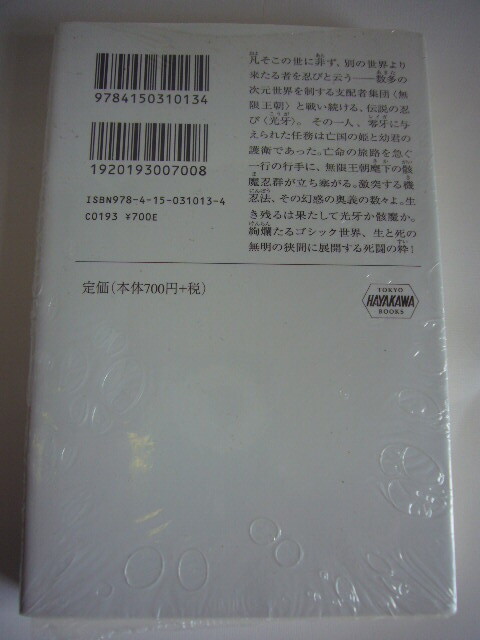 9784150310134
1920193007008
ISBN978-4-15-031013-4
C0193 ¥700E
凡そこの世に非ず、別の世界より
来たる者を忍びと云う――数多の
次元世界を制する支配者集団〈無
限王朝〉と戦い続ける、伝説の忍
び〈光牙〉。その一人、零牙に与
えられた任務は亡国の姫と幼君の
護衛であった。亡命の旅路を急ぐ
一行の行手に、無限王朝麾下の骸
魔忍群が立ち塞がる。激突する機
忍法、その幻惑の奥義の数々よ。生
き残るは果たして光牙か骸魔か。
絢爛たるゴシック世界、生と死の
無明の狭間に展開する死闘の粋!
定価(本体700円+税)
TOKYO
HAYAKAWA
BOOKS